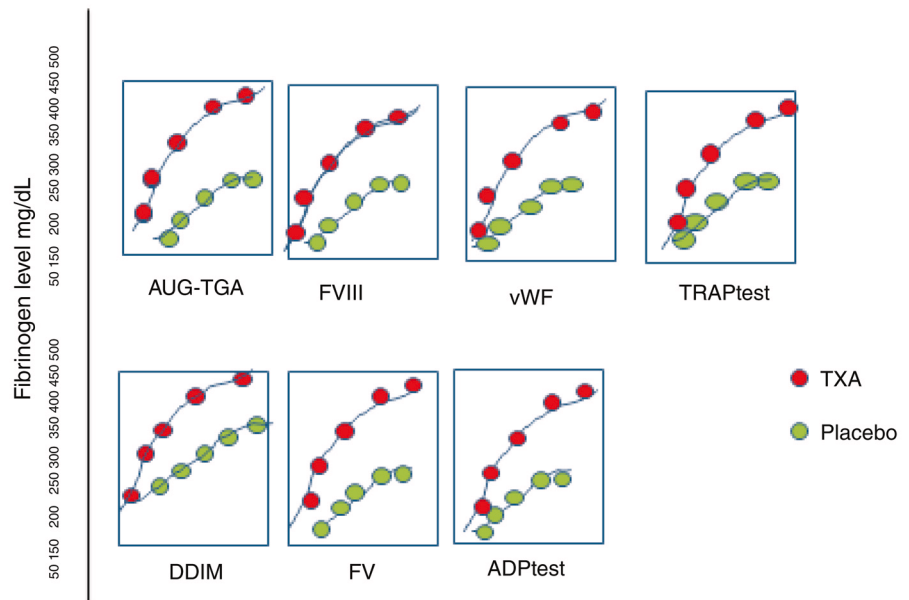 Fibrinogen level mg/dL
50 150 200 250 300 350 400 450 500
AUG-TGA
FVIII
vWF
TRAPtest
50 150 200 250 300 350 400 450 500
DDIM
FV
ADPtest
TXA
Placebo